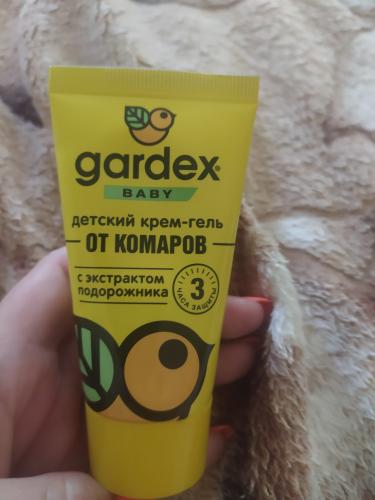 gardex®
BABY
детский крем-гель
ОТ КОМАРОВ
с экстрактом
подорожника
3
ЧАСА ЗАЩИТЫ